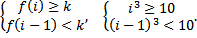 { f(i) ≥ k        { i³ ≥ 10
{ f(i − 1) < k′   { (i − 1)³ < 10·